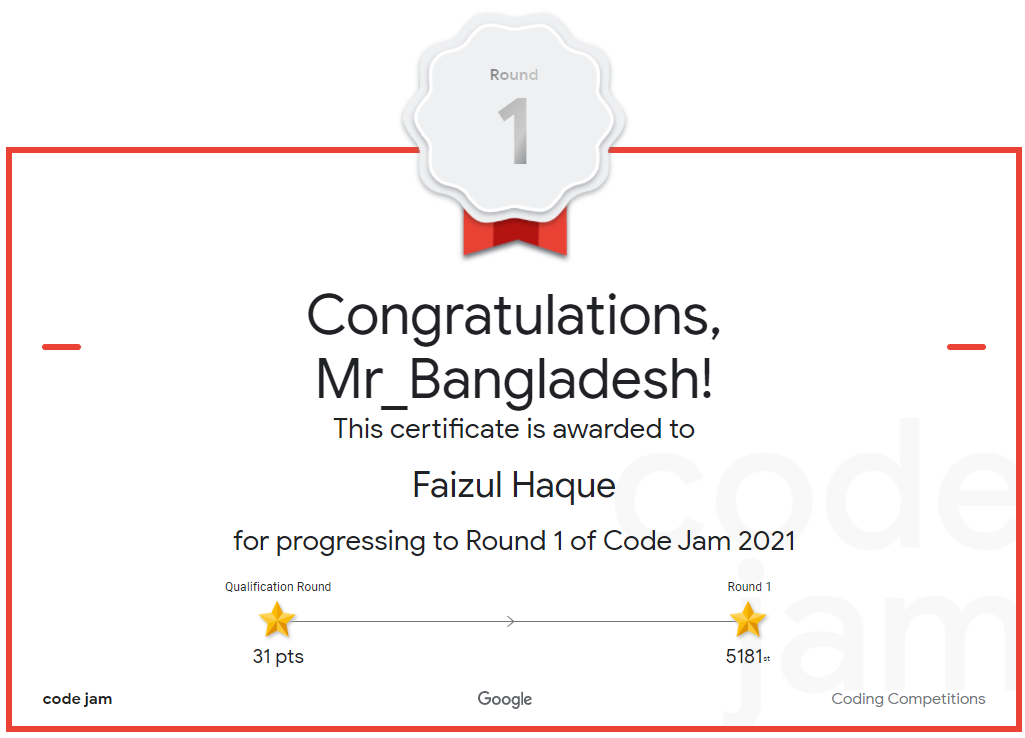 Round
1
Congratulations,
Mr_Bangladesh!
This certificate is awarded to
Faizul Haque
for progressing to Round 1 of Code Jam 2021
Qualification Round
Round 1
31 pts
5181st
code jam
code jam
Google
Coding Competitions